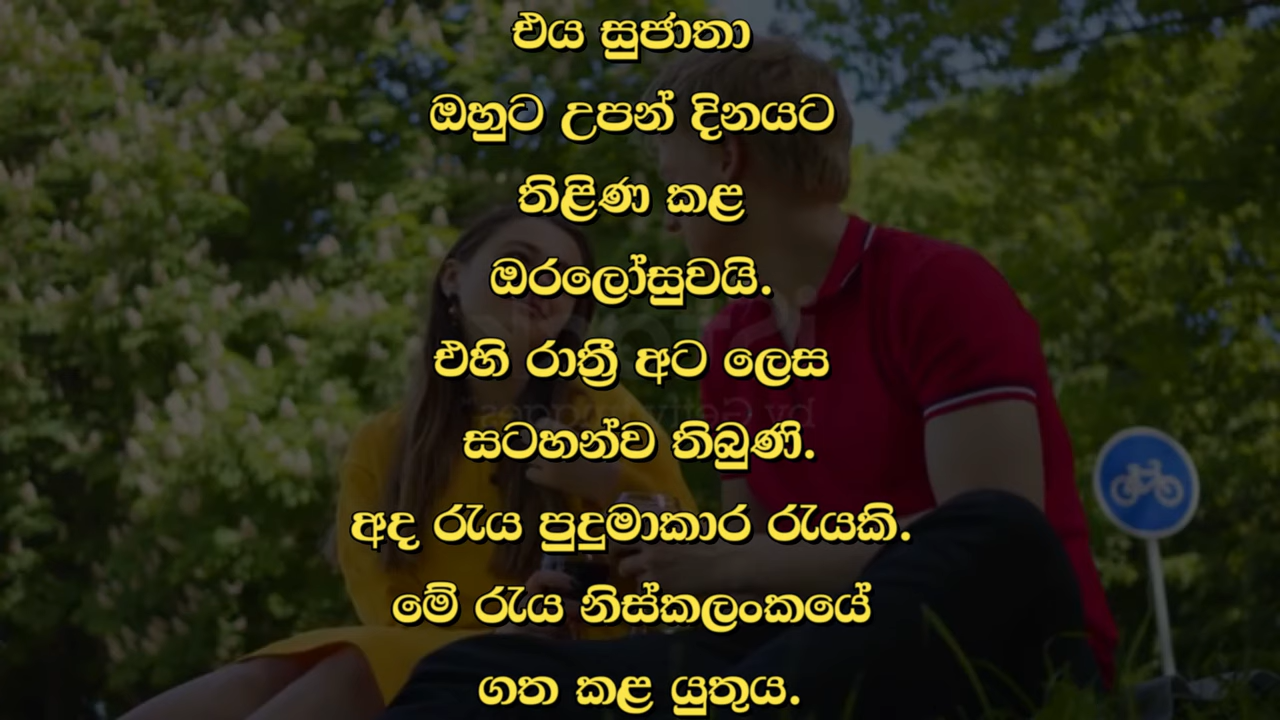 එය සුජාතා
ඔහුට උපන් දිනයට
තිළිණ කළ
ඔරලෝසුවයි.
එහි රාත්‍රී අට ලෙස
සටහන්ව තිබුණි.
අද රැය පුදුමාකාර රැයකි.
මේ රැය නිස්කලංකයේ
ගත කළ යුතුය.